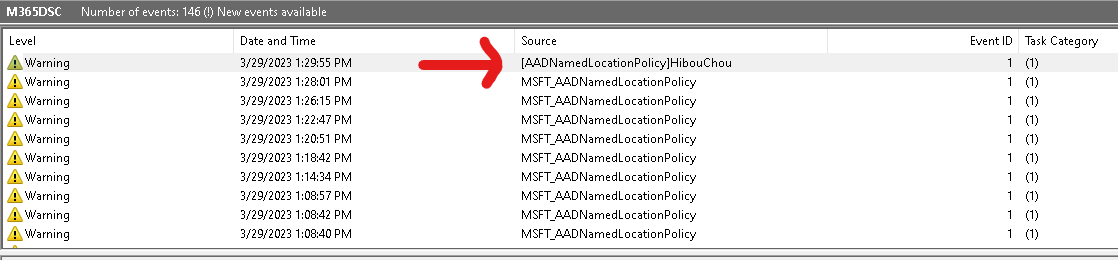 M365DSC Number of events: 146 (!) New events available
Level Date and Time Source Event ID Task Category
Warning 3/29/2023 1:29:55 PM [AADNamedLocationPolicy]HibouChou 1 (1)
Warning 3/29/2023 1:28:01 PM MSFT_AADNamedLocationPolicy 1 (1)
Warning 3/29/2023 1:26:15 PM MSFT_AADNamedLocationPolicy 1 (1)
Warning 3/29/2023 1:22:47 PM MSFT_AADNamedLocationPolicy 1 (1)
Warning 3/29/2023 1:20:51 PM MSFT_AADNamedLocationPolicy 1 (1)
Warning 3/29/2023 1:18:42 PM MSFT_AADNamedLocationPolicy 1 (1)
Warning 3/29/2023 1:14:34 PM MSFT_AADNamedLocationPolicy 1 (1)
Warning 3/29/2023 1:08:57 PM MSFT_AADNamedLocationPolicy 1 (1)
Warning 3/29/2023 1:08:42 PM MSFT_AADNamedLocationPolicy 1 (1)
Warning 3/29/2023 1:08:40 PM MSFT_AADNamedLocationPolicy 1 (1)